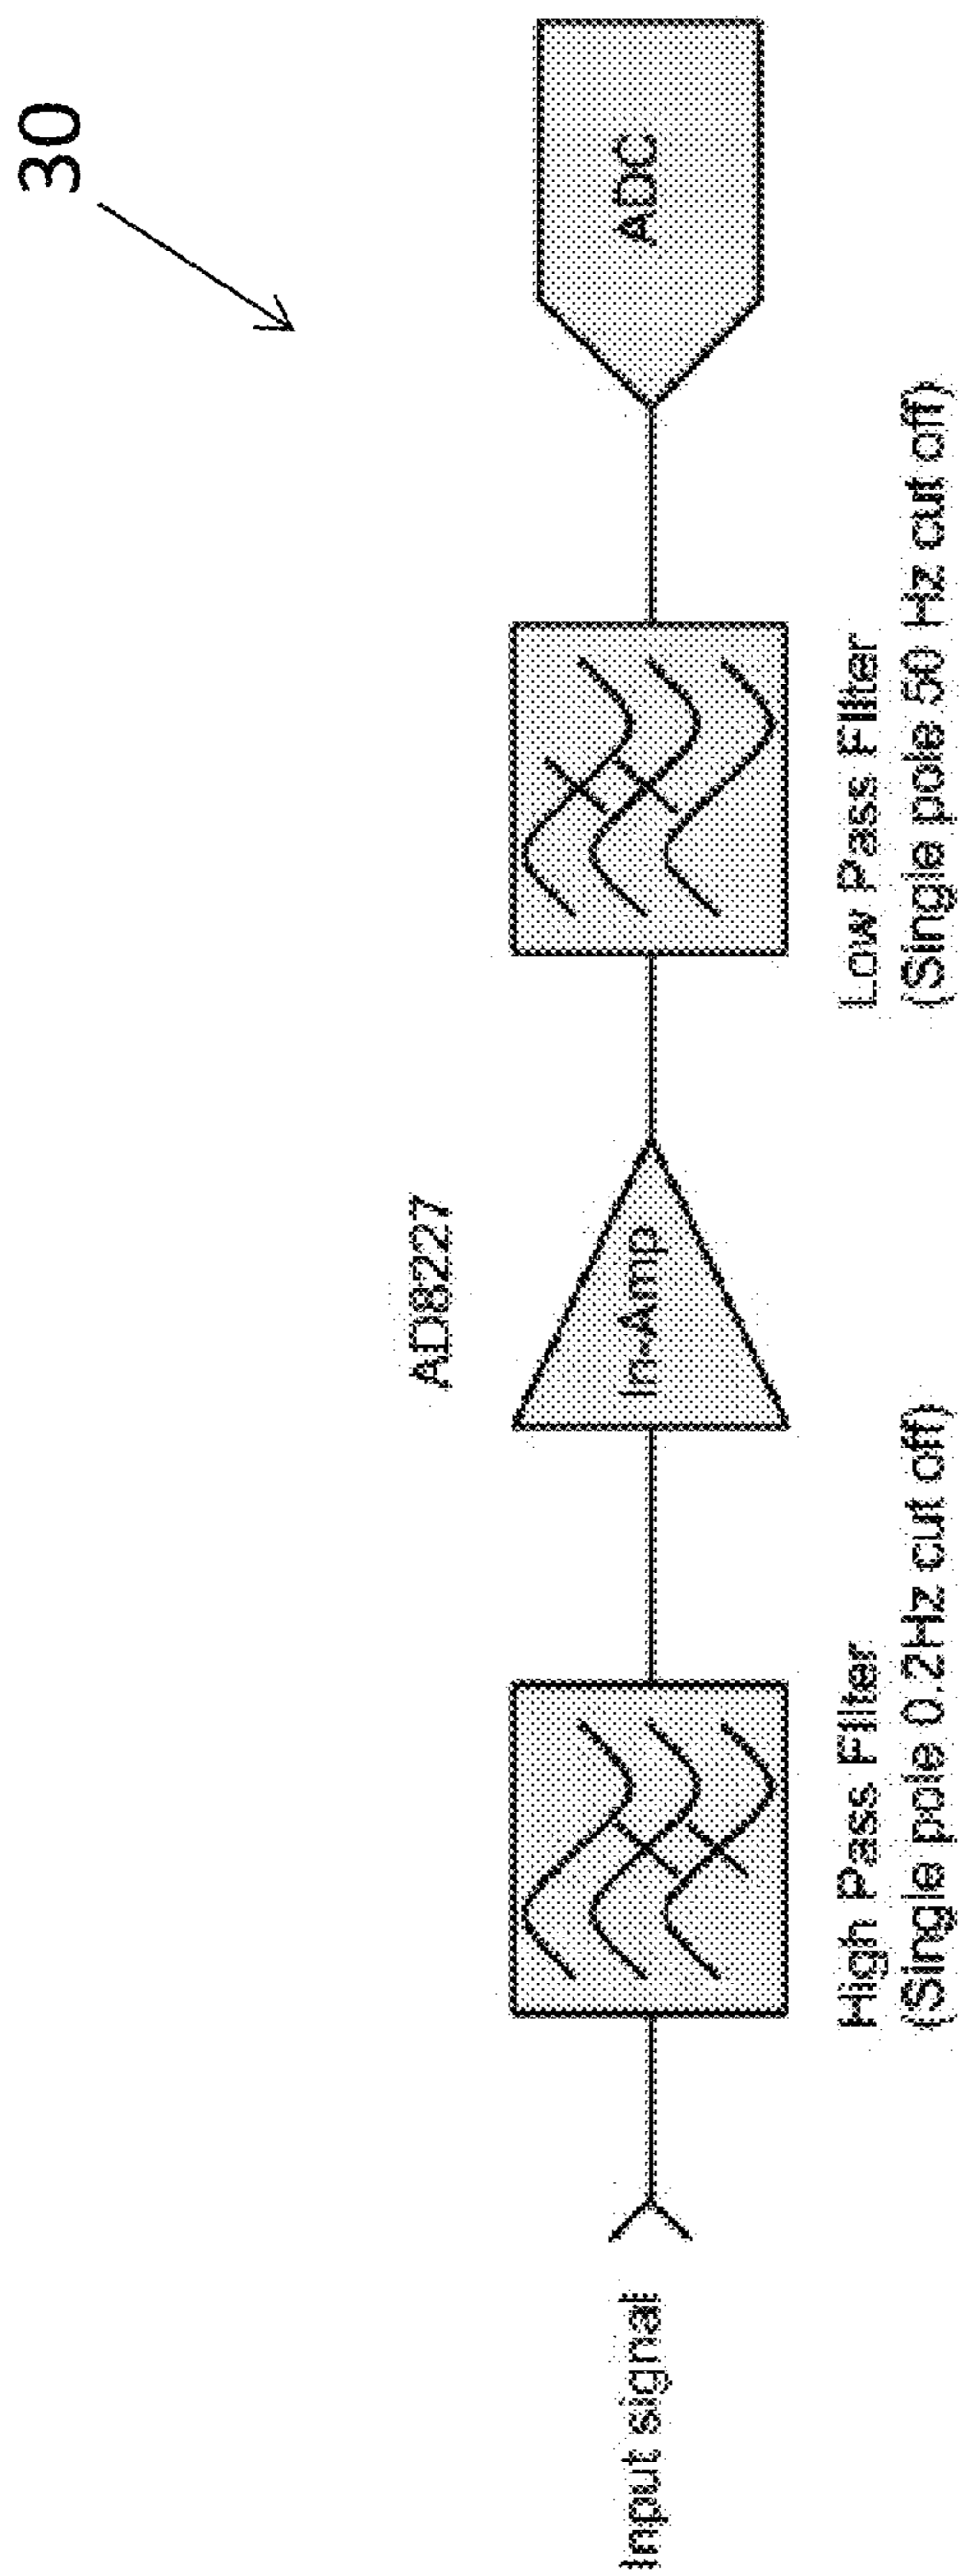 30
Input signal
High Pass Filter
(Single pole 0.2Hz cut off)
In-Amp
AD8227
Low Pass Filter
(Single pole 50 Hz cut off)
ADC